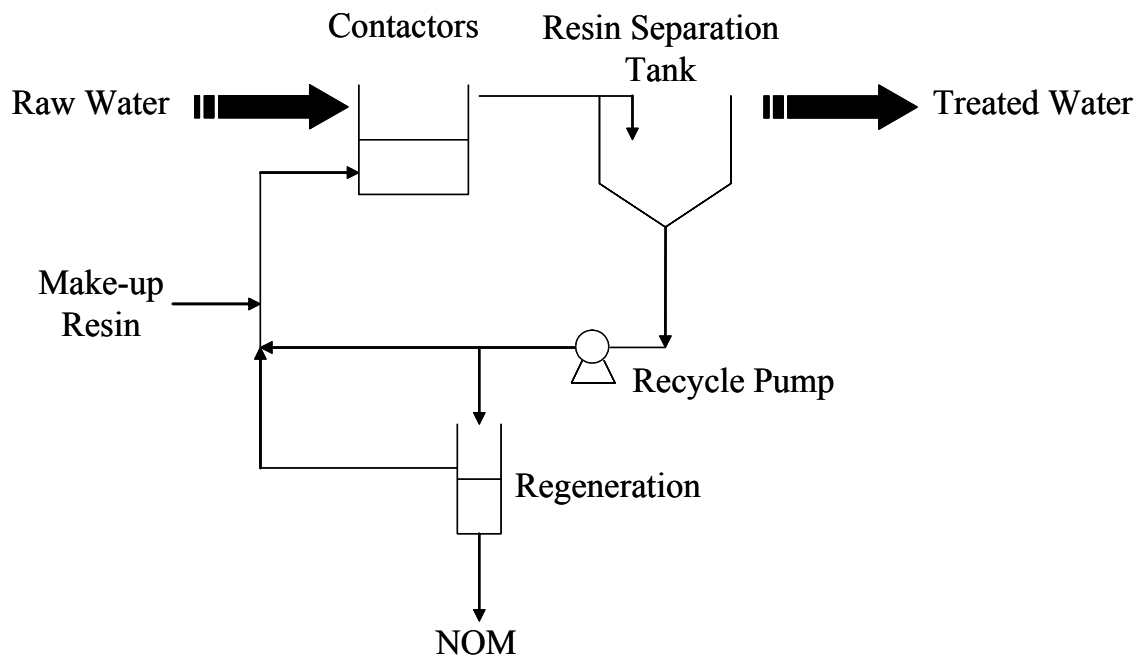 Contactors
Resin Separation
Tank
Raw Water
Treated Water
Make-up
Resin
Recycle Pump
Regeneration
NOM